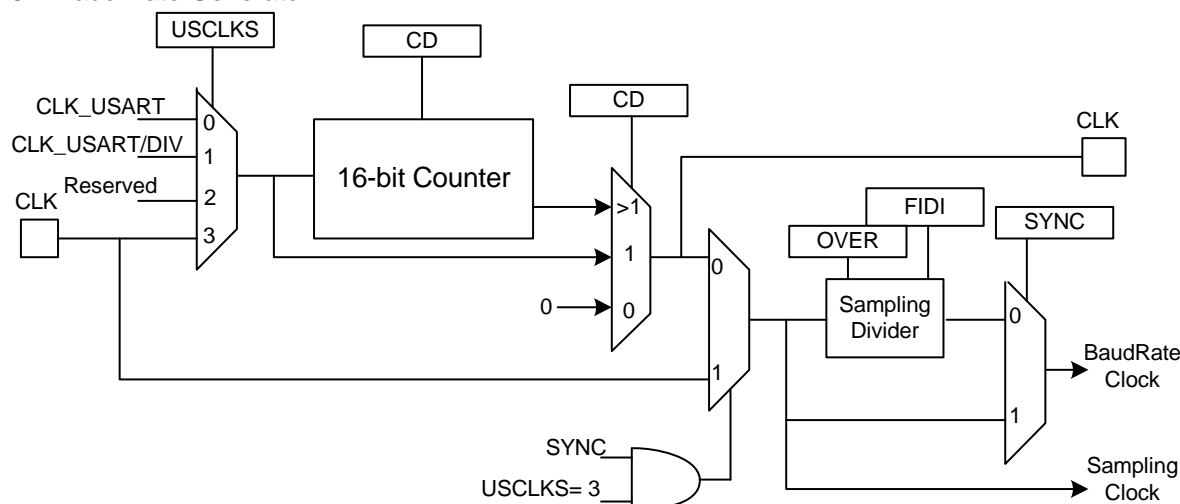 USCLKS
CD
CD
CLK_USART
CLK_USART/DIV
Reserved
CLK
0
1
2
3
16-bit Counter
>1
1
0
0
CLK
0
1
FIDI
OVER
SYNC
Sampling
Divider
0
1
BaudRate
Clock
SYNC
USCLKS= 3
Sampling
Clock